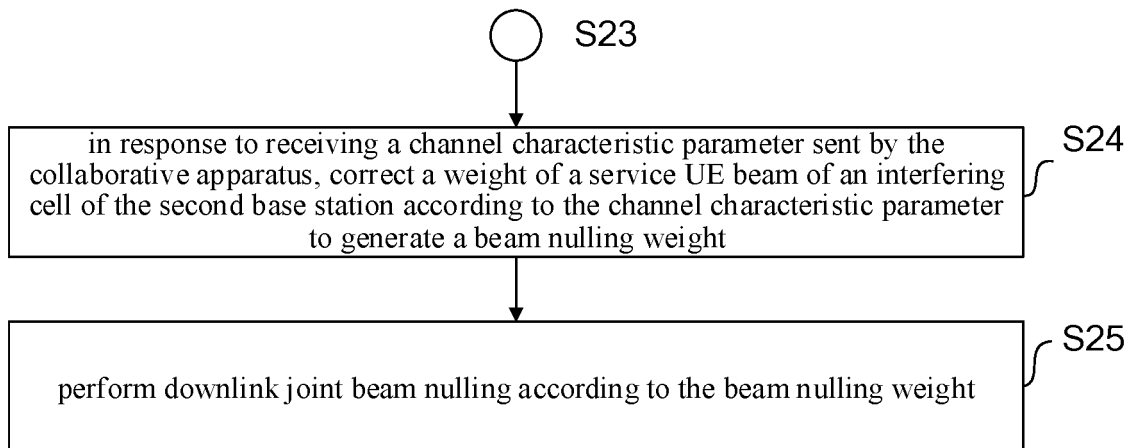 S23
in response to receiving a channel characteristic parameter sent by the
S24
collaborative apparatus, correct a weight of a service UE beam of an interfering
cell of the second base station according to the channel characteristic parameter
to generate a beam nulling weight
S25
perform downlink joint beam nulling according to the beam nulling weight